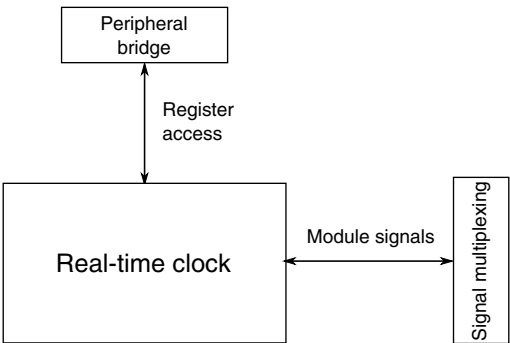 Peripheral
bridge
Register
access
Real-time clock
Module signals
Signal multiplexing